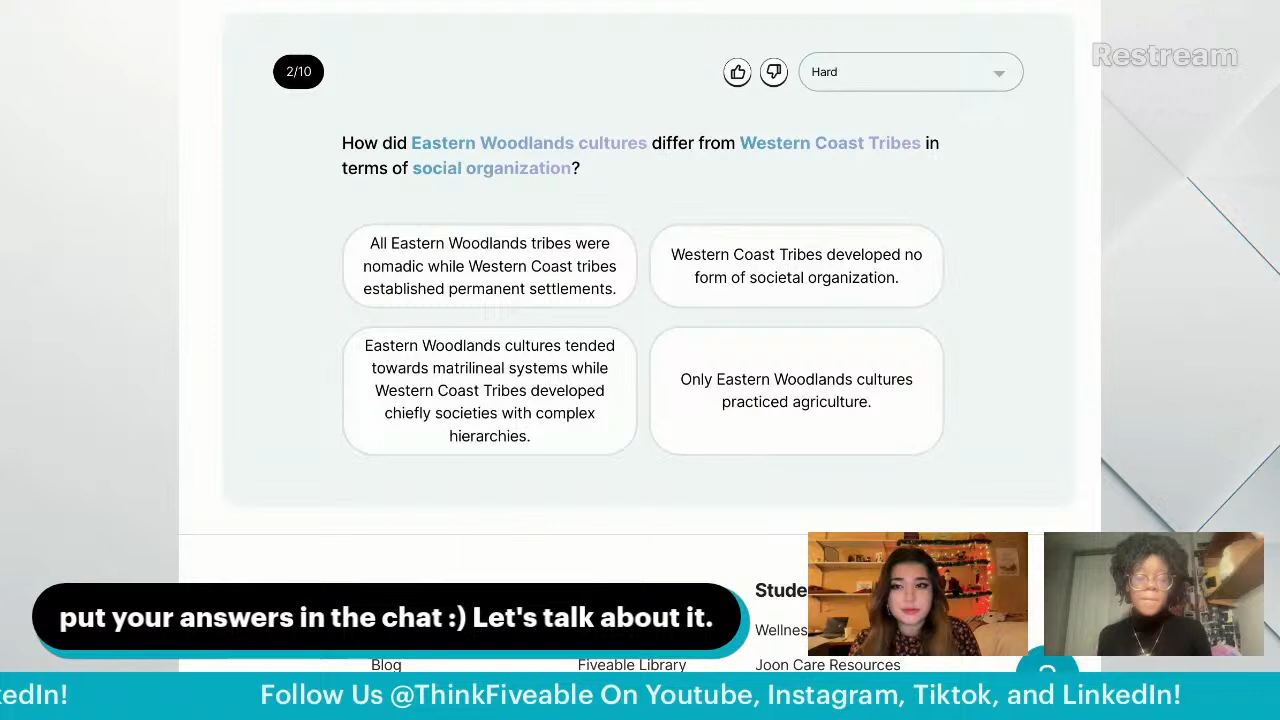 Restream
2/10
Hard
How did Eastern Woodlands cultures differ from Western Coast Tribes in
terms of social organization?
All Eastern Woodlands tribes were
nomadic while Western Coast tribes
established permanent settlements.
Western Coast Tribes developed no
form of societal organization.
Eastern Woodlands cultures tended
towards matrilineal systems while
Western Coast Tribes developed
chiefly societies with complex
hierarchies.
Only Eastern Woodlands cultures
practiced agriculture.
Stude
put your answers in the chat :) Let's talk about it.
Wellnes
Blog
Fiveable Library
Joon Care Resources
?
kedIn!
Follow Us @ThinkFiveable On Youtube, Instagram, Tiktok, and LinkedIn!